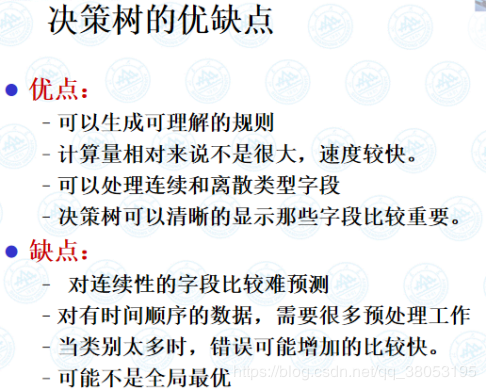 决策树的优缺点
优点：
- 可以生成可理解的规则
- 计算量相对来说不是很大，速度较快。
- 可以处理连续和离散类型字段
- 决策树可以清晰的显示那些字段比较重要。
缺点：
- 对连续性的字段比较难预测
- 对有时间顺序的数据，需要很多预处理工作
- 当类别太多时，错误可能增加的比较快。
- 可能不是全局最优
https://blog.csdn.net/qq_38053195